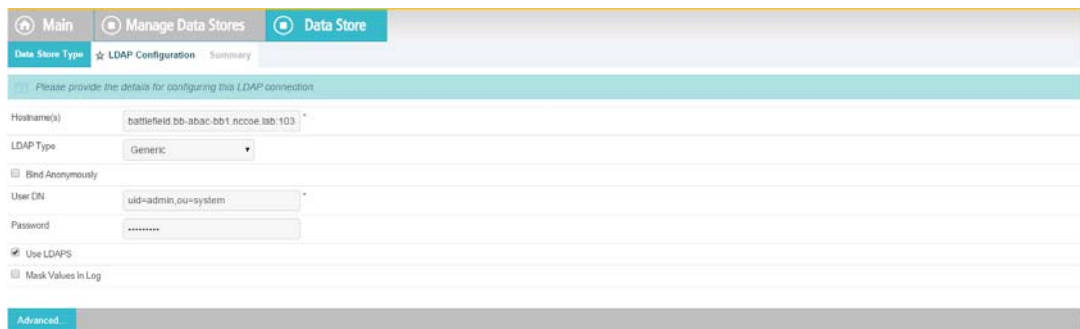 Main Manage Data Stores Data Store
Data Store Type LDAP Configuration Summary
Please provide the details for configuring this LDAP connection
Hostname(s) battlefield.bb-abac-bb1.nccoe.lab:103 *
LDAP Type Generic
Bind Anonymously
User DN uid=admin,ou=system *
Password •••••••••
Use LDAPS
Mask Values in Log
Advanced...